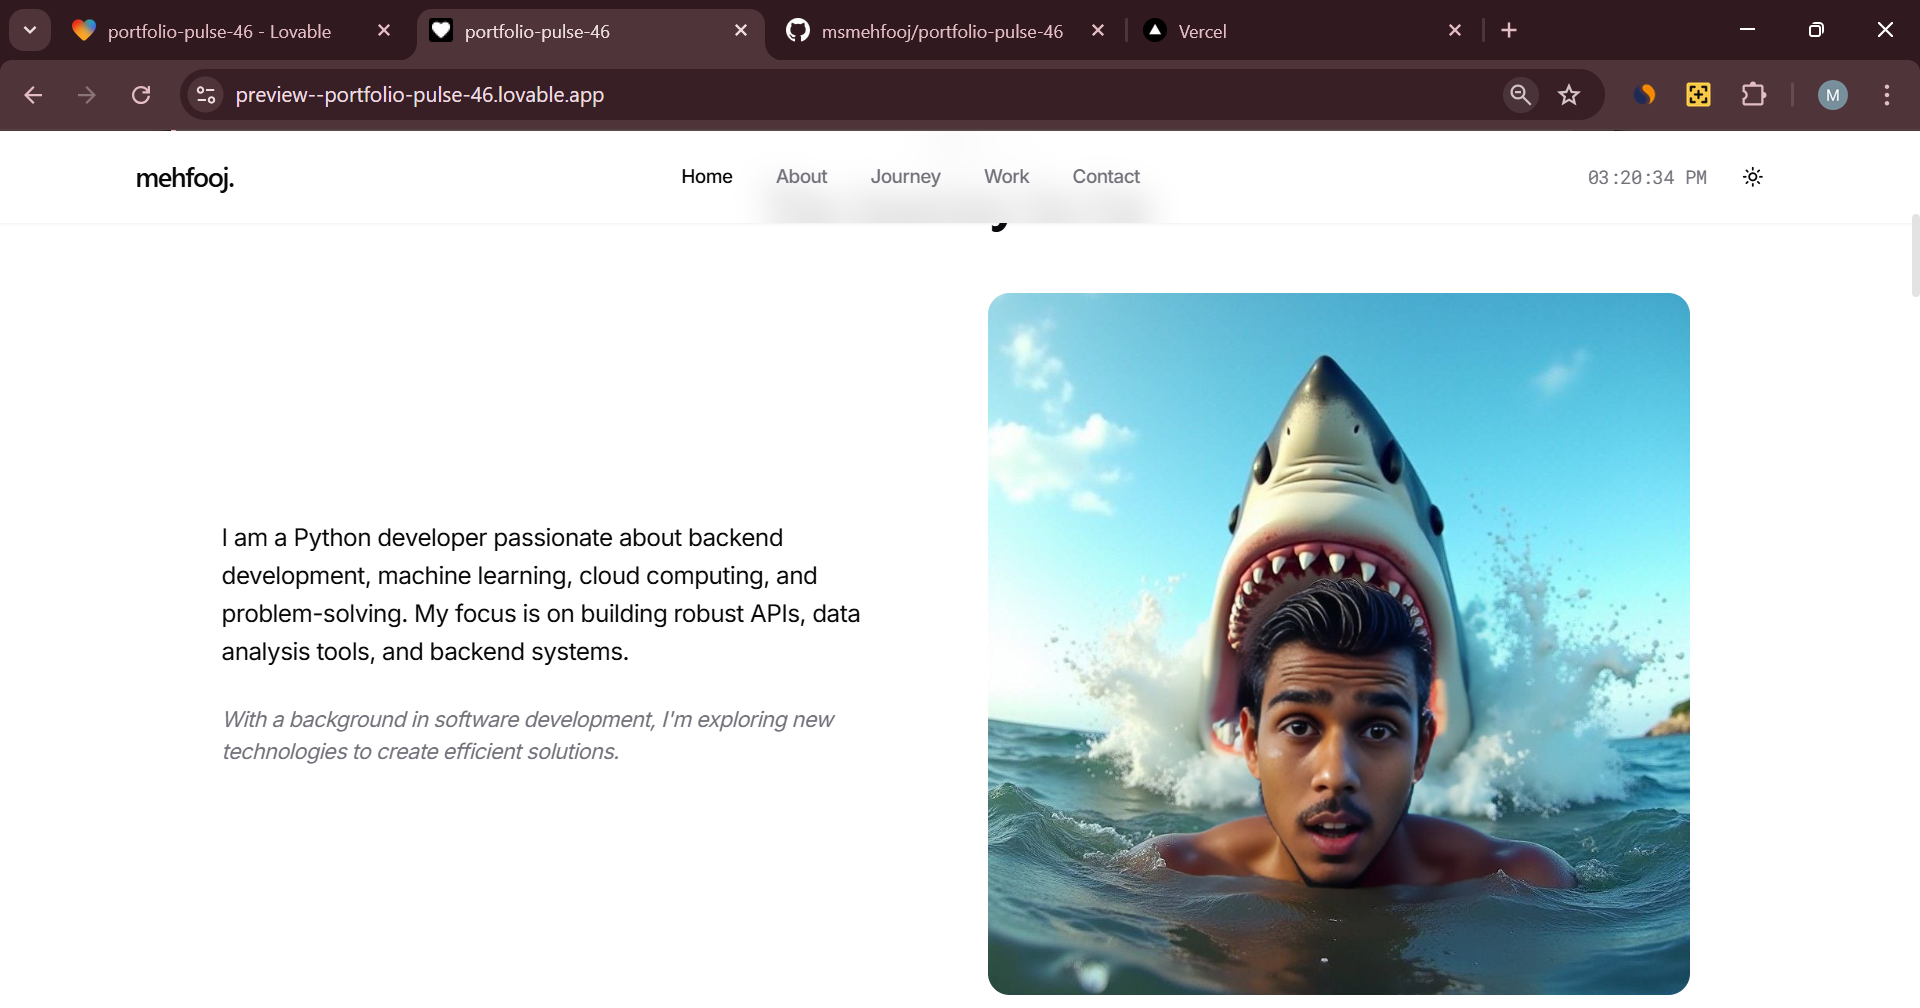 portfolio-pulse-46 - Lovable
portfolio-pulse-46
msmehfooj/portfolio-pulse-46
Vercel
preview--portfolio-pulse-46.lovable.app
M
mehfooj.
Home
About
Journey
Work
Contact
03:20:34 PM
I am a Python developer passionate about backend
development, machine learning, cloud computing, and
problem-solving. My focus is on building robust APIs, data
analysis tools, and backend systems.
With a background in software development, I'm exploring new
technologies to create efficient solutions.